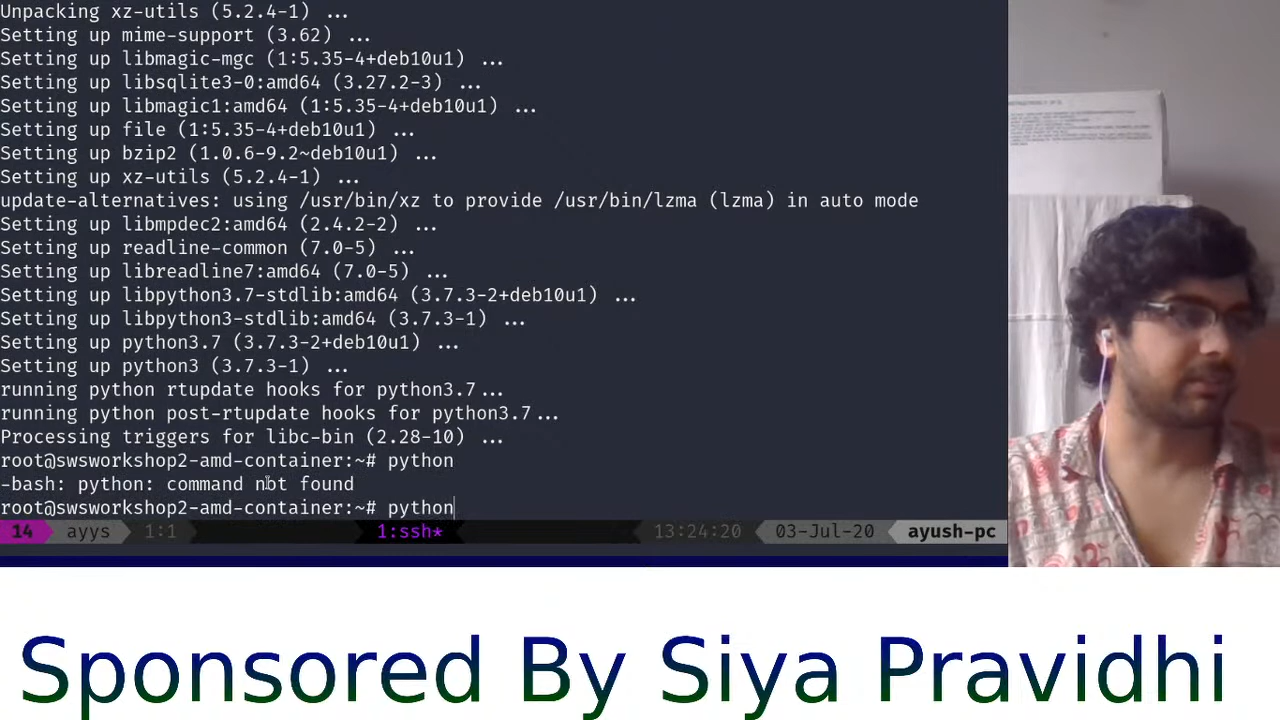 Unpacking xz-utils (5.2.4-1) ...
Setting up mime-support (3.62) ...
Setting up libmagic-mgc (1:5.35-4+deb10u1) ...
Setting up libsqlite3-0:amd64 (3.27.2-3) ...
Setting up libmagic1:amd64 (1:5.35-4+deb10u1) ...
Setting up file (1:5.35-4+deb10u1) ...
Setting up bzip2 (1.0.6-9.2~deb10u1) ...
Setting up xz-utils (5.2.4-1) ...
update-alternatives: using /usr/bin/xz to provide /usr/bin/lzma (lzma) in auto mode
Setting up libmpdec2:amd64 (2.4.2-2) ...
Setting up readline-common (7.0-5) ...
Setting up libreadline7:amd64 (7.0-5) ...
Setting up libpython3.7-stdlib:amd64 (3.7.3-2+deb10u1) ...
Setting up libpython3-stdlib:amd64 (3.7.3-1) ...
Setting up python3.7 (3.7.3-2+deb10u1) ...
Setting up python3 (3.7.3-1) ...
running python rtupdate hooks for python3.7...
running python post-rtupdate hooks for python3.7...
Processing triggers for libc-bin (2.28-10) ...
root@swsworkshop2-amd-container:~# python
-bash: python: command not found
root@swsworkshop2-amd-container:~# python
14 ayys 1:1 1:ssh* 13:24:20 03-Jul-20 ayush-pc
Sponsored By Siya Pravidhi